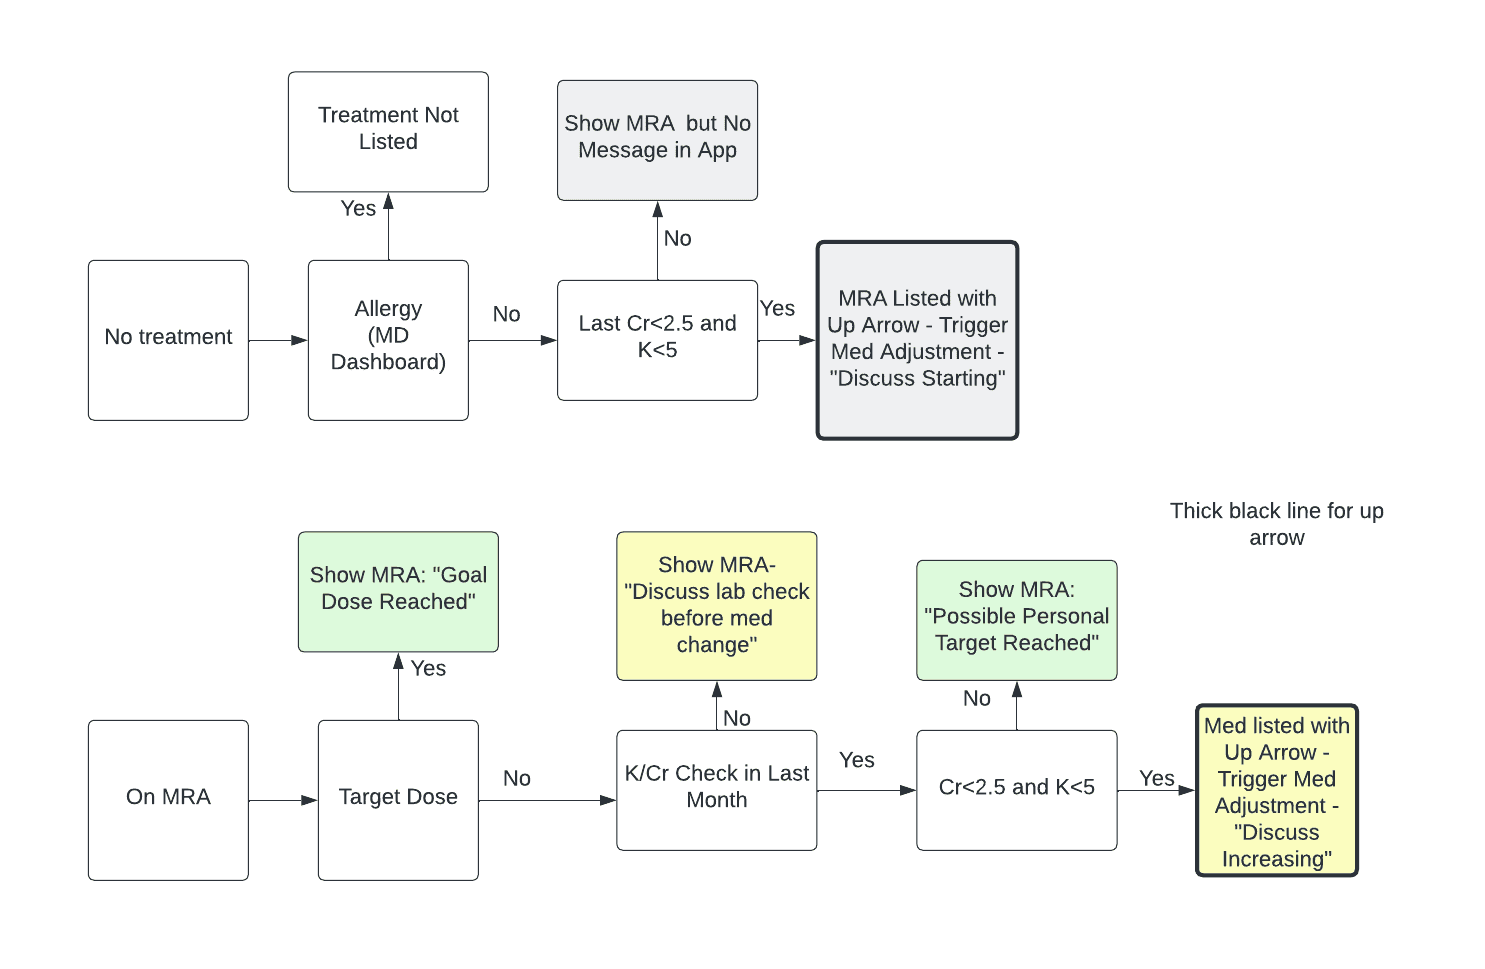 Treatment Not
Listed
Show MRA  but No
Message in App
Yes
No
No treatment
Allergy
(MD
Dashboard)
No
Last Cr<2.5 and
K<5
Yes
MRA Listed with
Up Arrow - Trigger
Med Adjustment -
"Discuss Starting"
Thick black line for up
arrow
Show MRA: "Goal
Dose Reached"
Show MRA-
"Discuss lab check
before med
change"
Show MRA:
"Possible Personal
Target Reached"
Yes
No
No
On MRA
Target Dose
No
K/Cr Check in Last
Month
Yes
Cr<2.5 and K<5
Yes
Med listed with
Up Arrow -
Trigger Med
Adjustment -
"Discuss
Increasing"